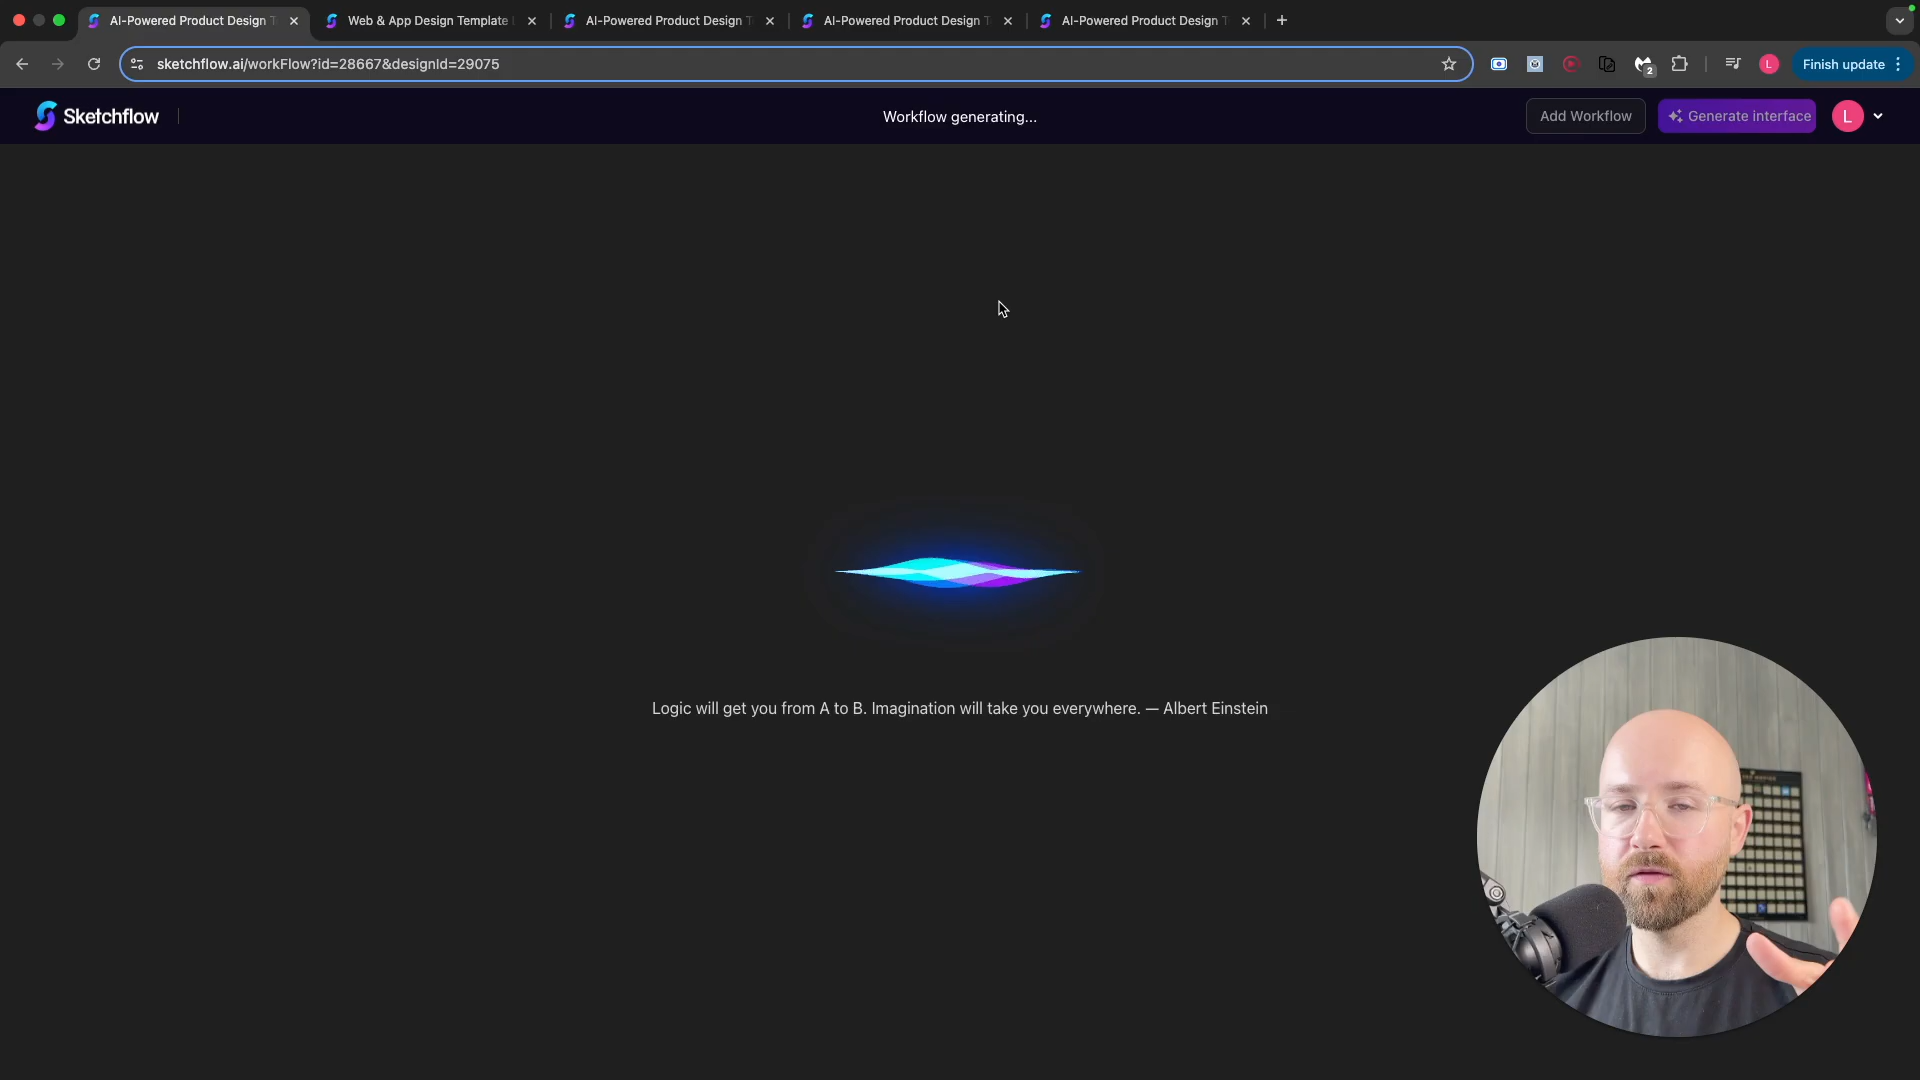 AI-Powered Product Design T
Web & App Design Template
AI-Powered Product Design T
AI-Powered Product Design T
AI-Powered Product Design T
sketchflow.ai/workFlow?id=28667&designId=29075
2
L
Finish update
Sketchflow
Workflow generating...
Add Workflow
Generate interface
L
Logic will get you from A to B. Imagination will take you everywhere. — Albert Einstein